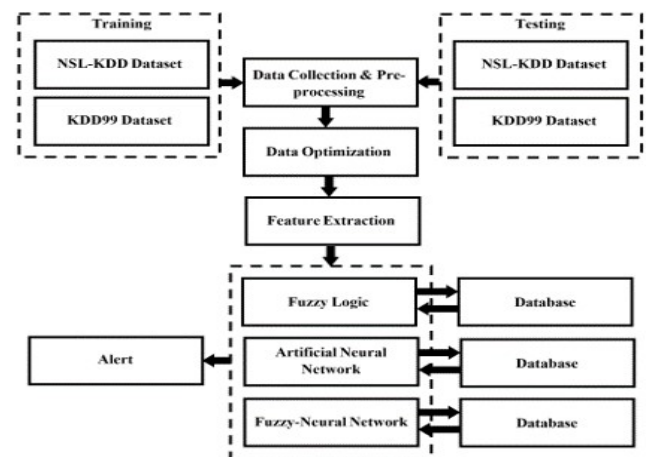 Training
Testing
NSL-KDD Dataset
KDD99 Dataset
Data Collection & Pre-
processing
NSL-KDD Dataset
KDD99 Dataset
Data Optimization
Feature Extraction
Fuzzy Logic
Database
Alert
Artificial Neural
Network
Database
Fuzzy-Neural Network
Database